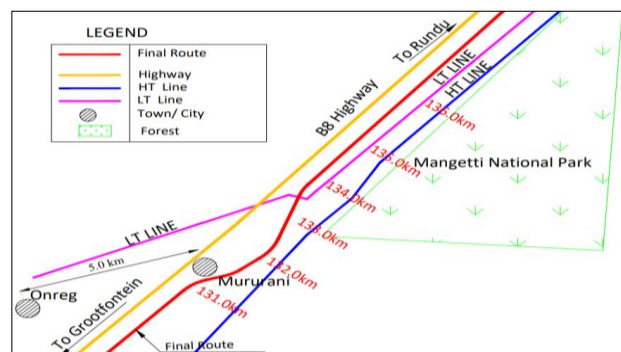 LEGEND
Final Route
Highway
HT Line
LT Line
Town/ City
Forest
To Rundu
B8 Highway
LT LINE
HT LINE
136.0km
135.0km
Mangetti National Park
134.0km
133.0km
LT LINE
5.0 km
132.0km
Mururani
131.0km
Onreg
To Grootfontein
Final Route